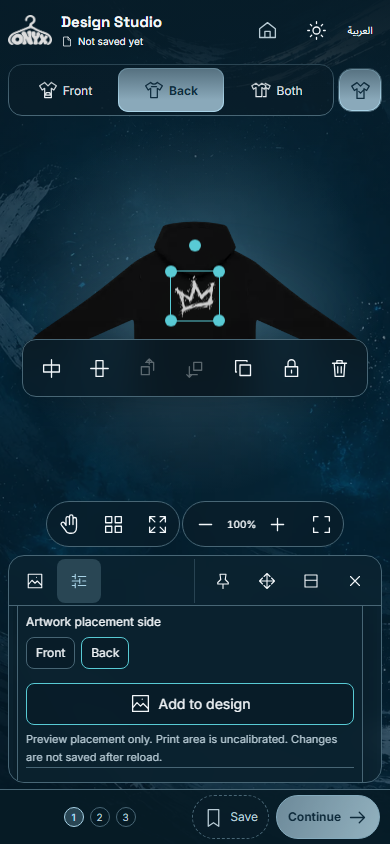 ONYX
Design Studio
Not saved yet
العربية
Front
Back
Both
100%
Artwork placement side
Front
Back
Add to design
Preview placement only. Print area is uncalibrated. Changes
are not saved after reload.
1
2
3
Save
Continue